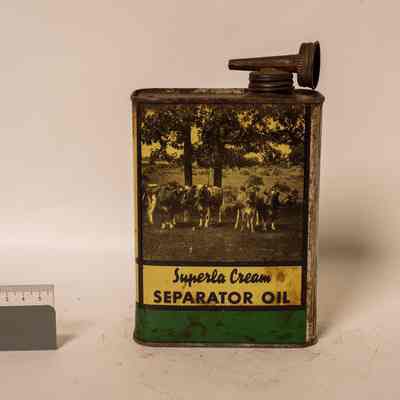 Superla Cream
SEPARATOR OIL